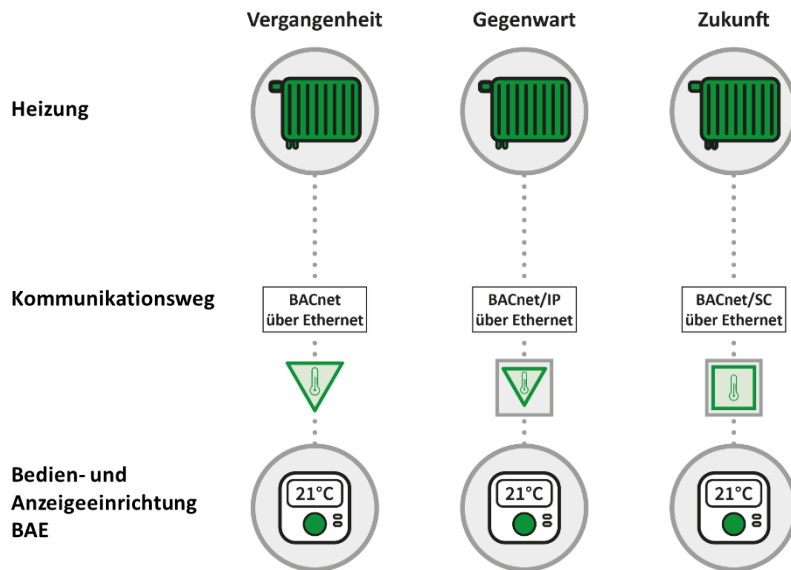 Vergangenheit Gegenwart Zukunft
Heizung
Kommunikationsweg
BACnet
über Ethernet
BACnet/IP
über Ethernet
BACnet/SC
über Ethernet
Bedien- und
Anzeigeeinrichtung
BAE
21°C
21°C
21°C